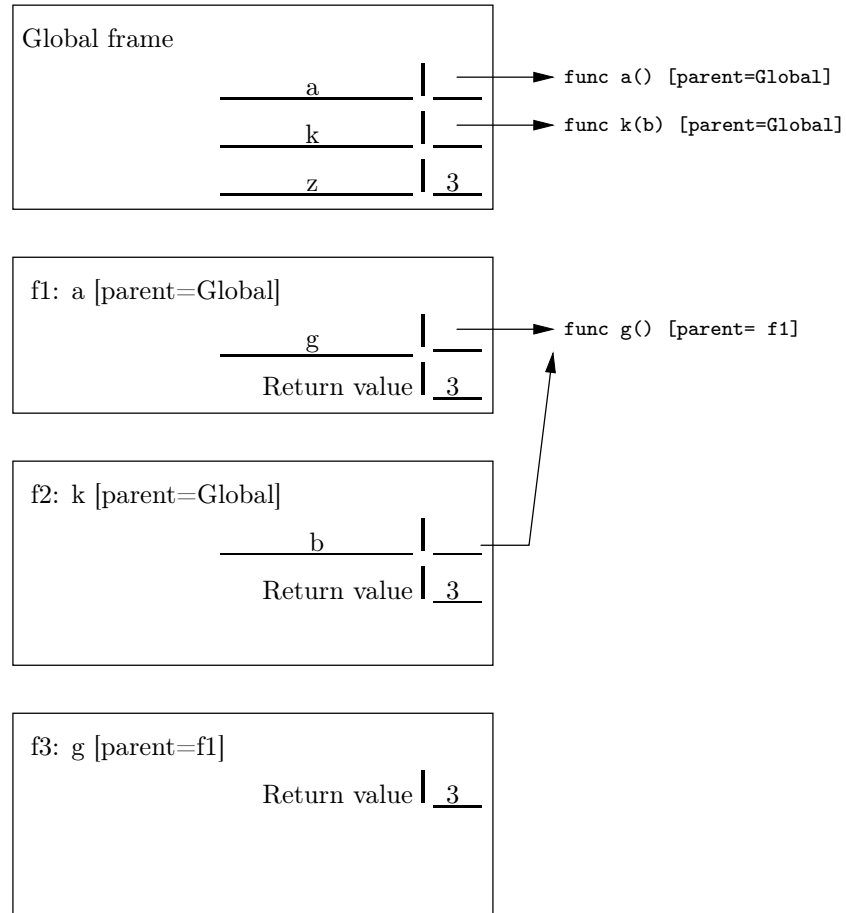 Global frame
a func a() [parent=Global]
k func k(b) [parent=Global]
z 3
f1: a [parent=Global]
g func g() [parent= f1]
Return value 3
f2: k [parent=Global]
b
Return value 3
f3: g [parent=f1]
Return value 3